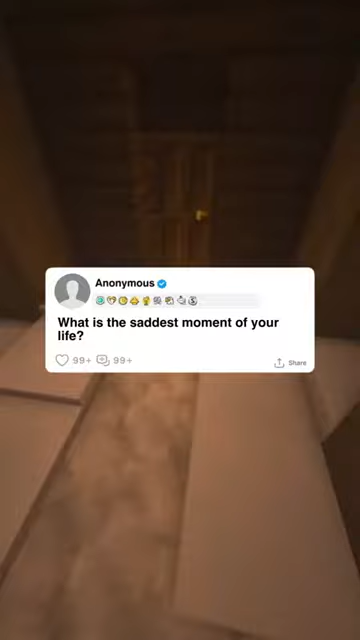 Anonymous
What is the saddest moment of your
life?
99+ 99+
Share